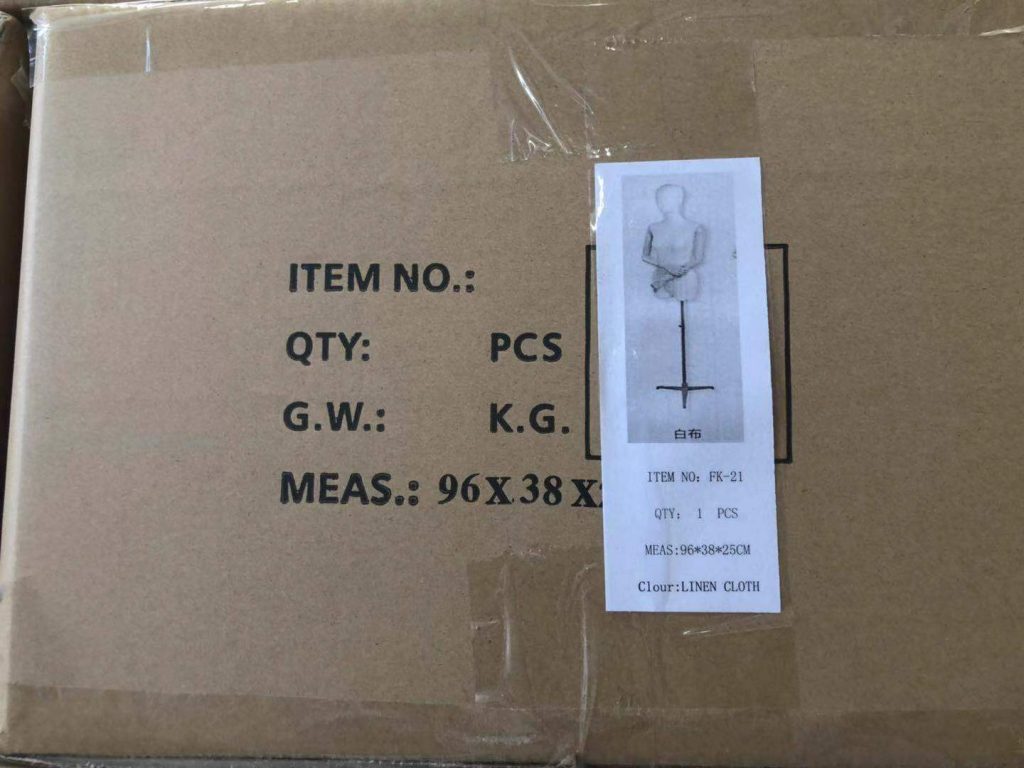 ITEM NO.:
QTY: PCS
G.W.: K.G.
MEAS.: 96X38X
白布
ITEM NO: FK-21
QTY: 1 PCS
MEAS:96*38*25CM
Clour:LINEN CLOTH